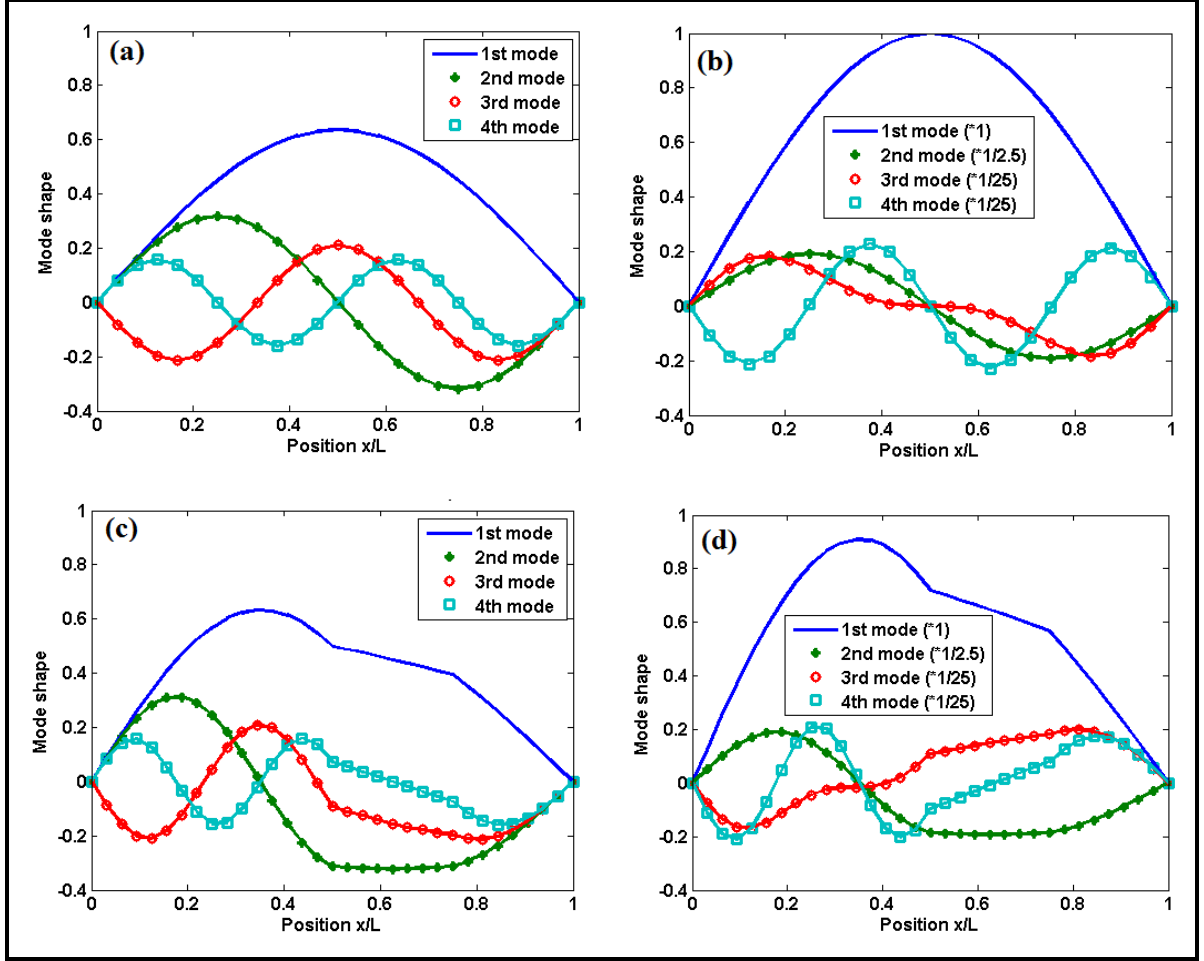 (a)
1st mode
2nd mode
3rd mode
4th mode
1
0.8
0.6
0.4
0.2
0
-0.2
-0.4
Mode shape
0 0.2 0.4 0.6 0.8 1
Position x/L
(b)
1st mode (*1)
2nd mode (*1/2.5)
3rd mode (*1/25)
4th mode (*1/25)
1
0.8
0.6
0.4
0.2
0
-0.2
-0.4
Mode shape
0 0.2 0.4 0.6 0.8 1
Position x/L
(c)
1st mode
2nd mode
3rd mode
4th mode
1
0.8
0.6
0.4
0.2
0
-0.2
-0.4
Mode shape
0 0.2 0.4 0.6 0.8 1
Position x/L
(d)
1st mode (*1)
2nd mode (*1/2.5)
3rd mode (*1/25)
4th mode (*1/25)
1
0.8
0.6
0.4
0.2
0
-0.2
-0.4
Mode shape
0 0.2 0.4 0.6 0.8 1
Position x/L